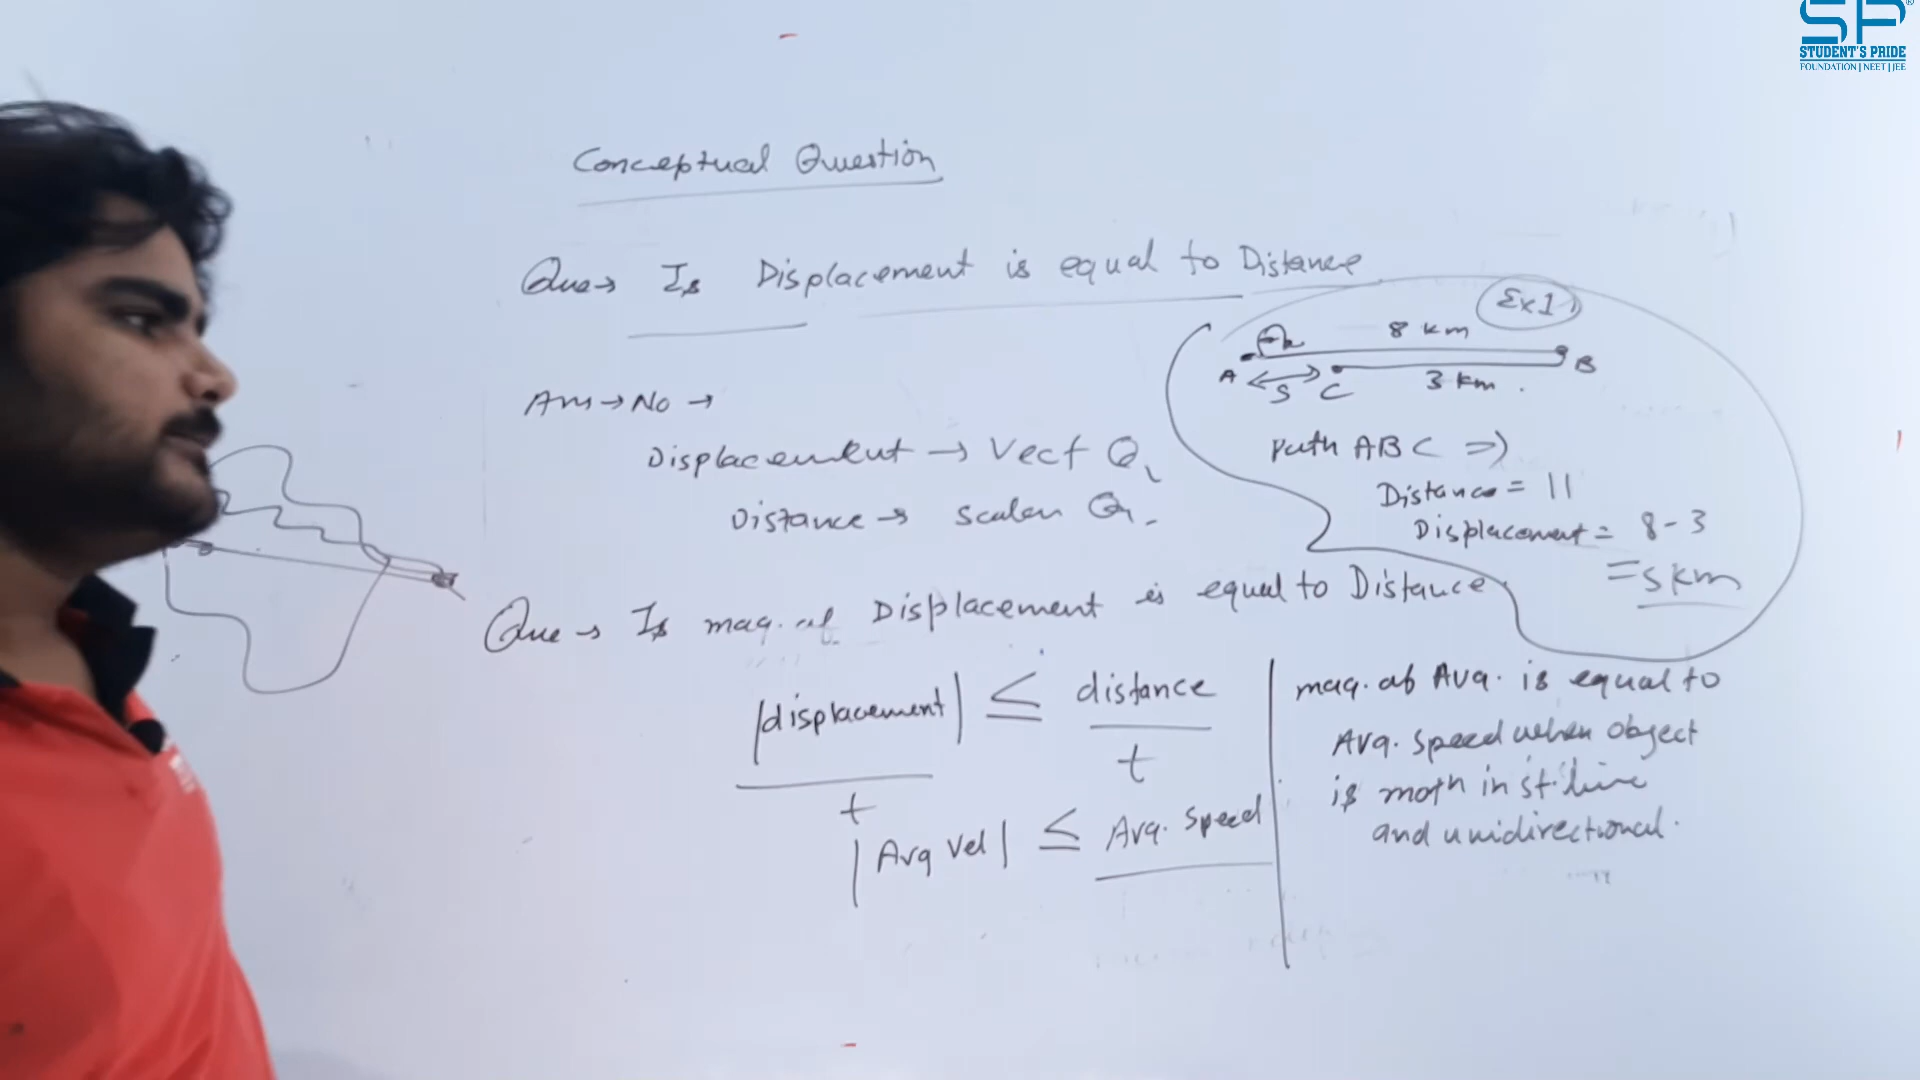 SP®
STUDENT'S PRIDE
FOUNDATION | NEET | JEE
Conceptual Question
Que→ Is Displacement is equal to Distance
Ans → No →
Displacement → Vect Q
Distance → Scalar Q.
Ex 1
8 km
A B
5 C 3 km.
Path ABC ⇒
Distance = 11
Displacement = 8-3
= 5 km
Que → Is mag. of Displacement is equal to Distance
|displacement| ≤ distance
t t
|Avg Vel| ≤ Avg. Speed
mag. of Avg. is equal to
Avg. Speed when object
is moth in st. line
and unidirectional.